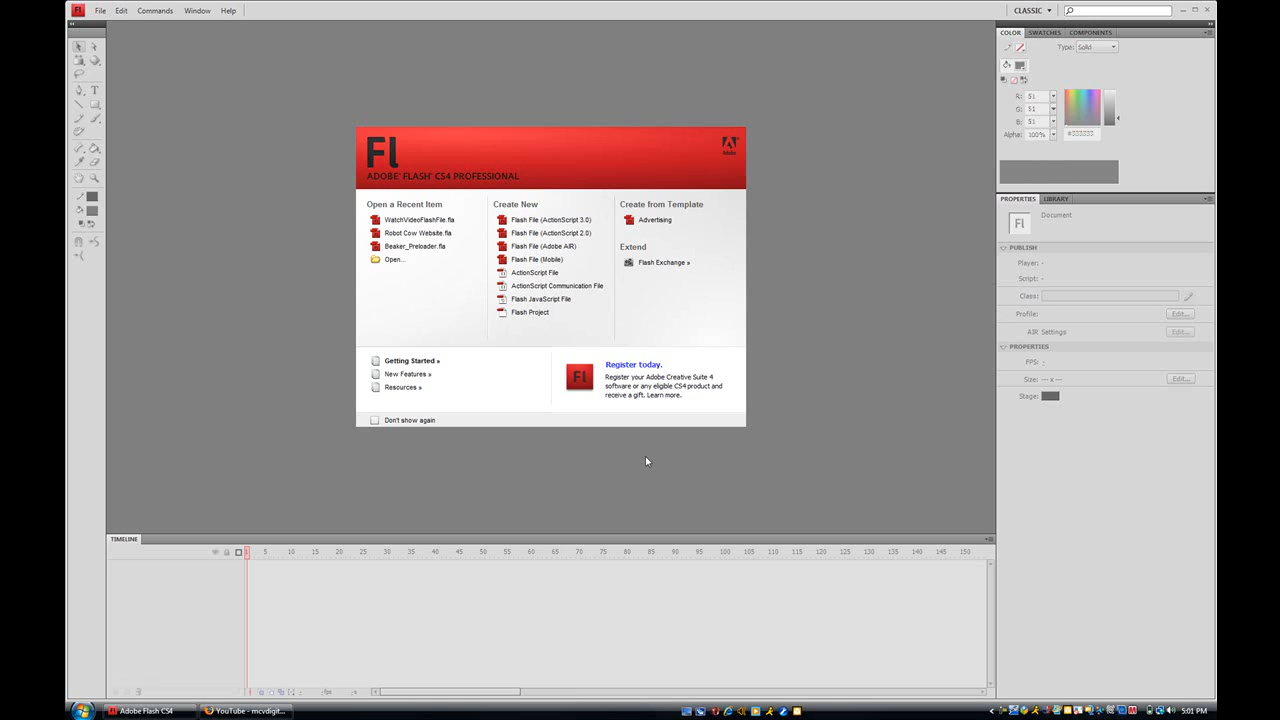 Fl File Edit Commands Window Help CLASSIC
COLOR SWATCHES COMPONENTS
Type: Solid
R: 51
G: 51
B: 51
Alpha: 100% #333333
Fl
Adobe
ADOBE® FLASH® CS4 PROFESSIONAL
Open a Recent Item
WatchVideoFlashFile.fla
Robot Cow Website.fla
Beaker_Preloader.fla
Open...
Create New
Flash File (ActionScript 3.0)
Flash File (ActionScript 2.0)
Flash File (Adobe AIR)
Flash File (Mobile)
ActionScript File
ActionScript Communication File
Flash JavaScript File
Flash Project
Create from Template
Advertising
Extend
Flash Exchange »
Getting Started »
New Features »
Resources »
Fl
Register today.
Register your Adobe Creative Suite 4
software or any eligible CS4 product and
receive a gift. Learn more.
Don't show again
PROPERTIES LIBRARY
Fl Document
PUBLISH
Player: -
Script: -
Class:
Profile: Edit...
AIR Settings Edit...
PROPERTIES
FPS: -
Size: --- x --- Edit...
Stage:
TIMELINE
1 5 10 15 20 25 30 35 40 45 50 55 60 65 70 75 80 85 90 95 100 105 110 115 120 125 130 135 140 145 150
Adobe Flash CS4 YouTube - mcvdigit... 5:01 PM